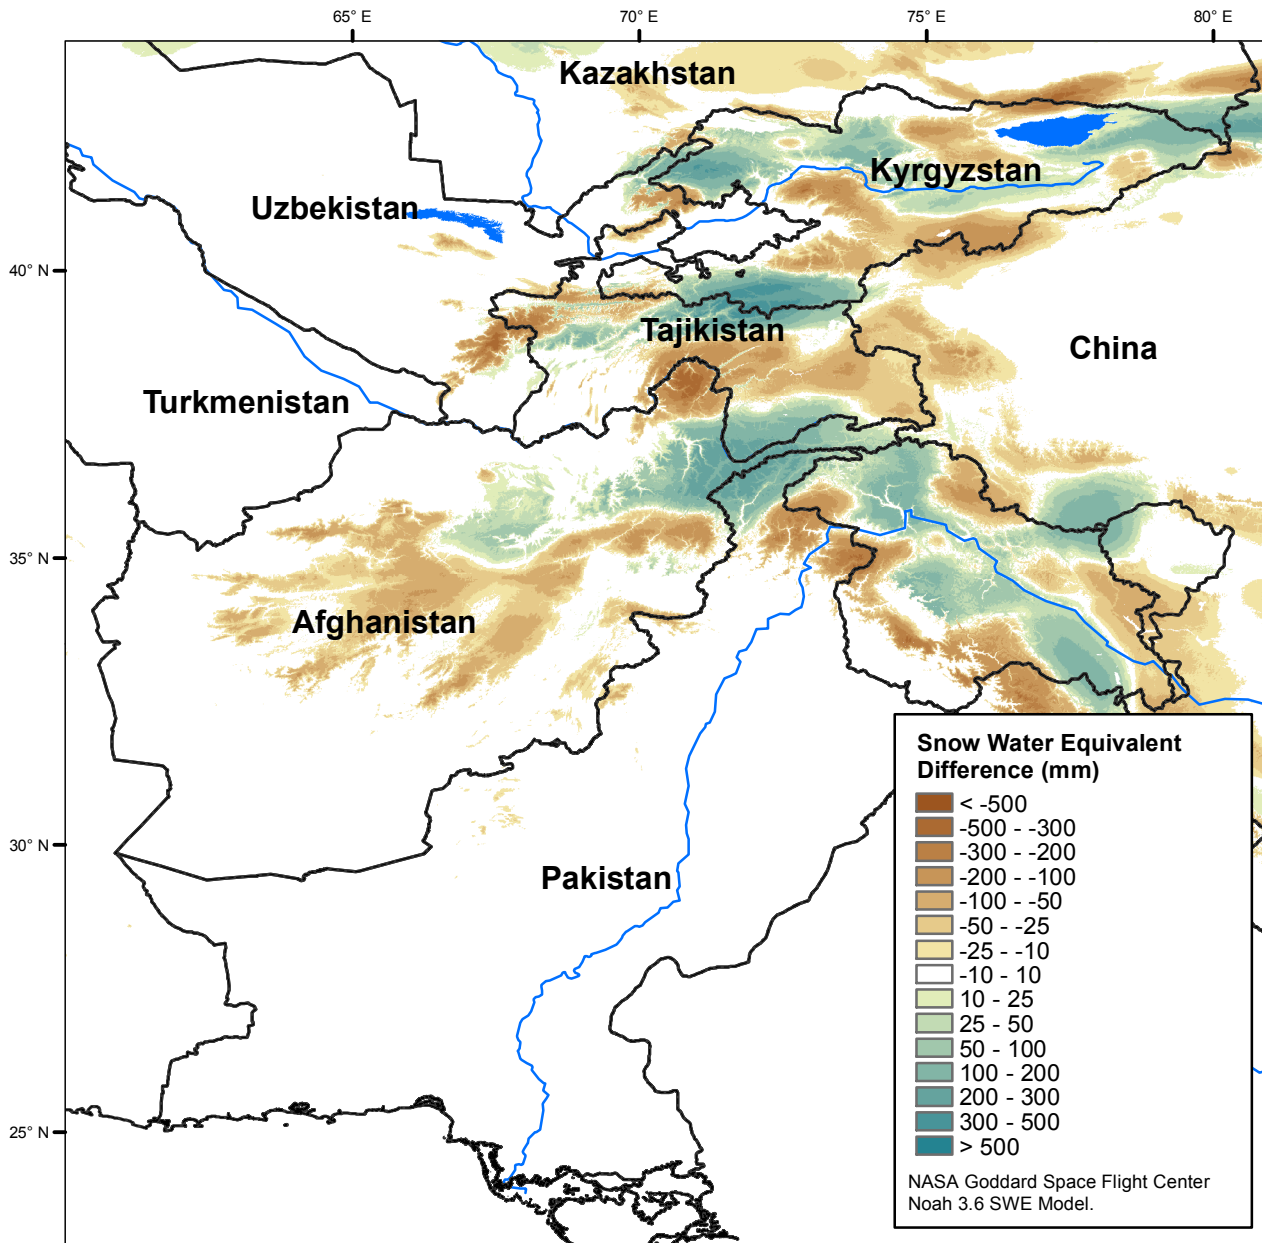 65° E
70° E
75° E
80° E
Kazakhstan
Kyrgyzstan
Uzbekistan
40° N
Tajikistan
China
Turkmenistan
35° N
Afghanistan
30° N
Pakistan
25° N
Snow Water Equivalent
Difference (mm)
< -500
-500 - -300
-300 - -200
-200 - -100
-100 - -50
-50 - -25
-25 - -10
-10 - 10
10 - 25
25 - 50
50 - 100
100 - 200
200 - 300
300 - 500
> 500
NASA Goddard Space Flight Center
Noah 3.6 SWE Model.